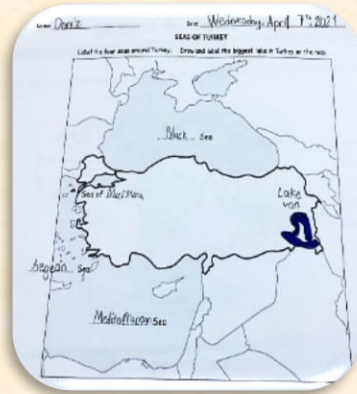 Name: Deniz Date: Wednesday, April 7th, 2021
SEAS OF TURKEY
Label the four seas around Turkey. Draw and label the biggest lake in Turkey on the map.
Black Sea
Sea of Marmara
Lake
van
Aegean Sea
Mediterranean Sea